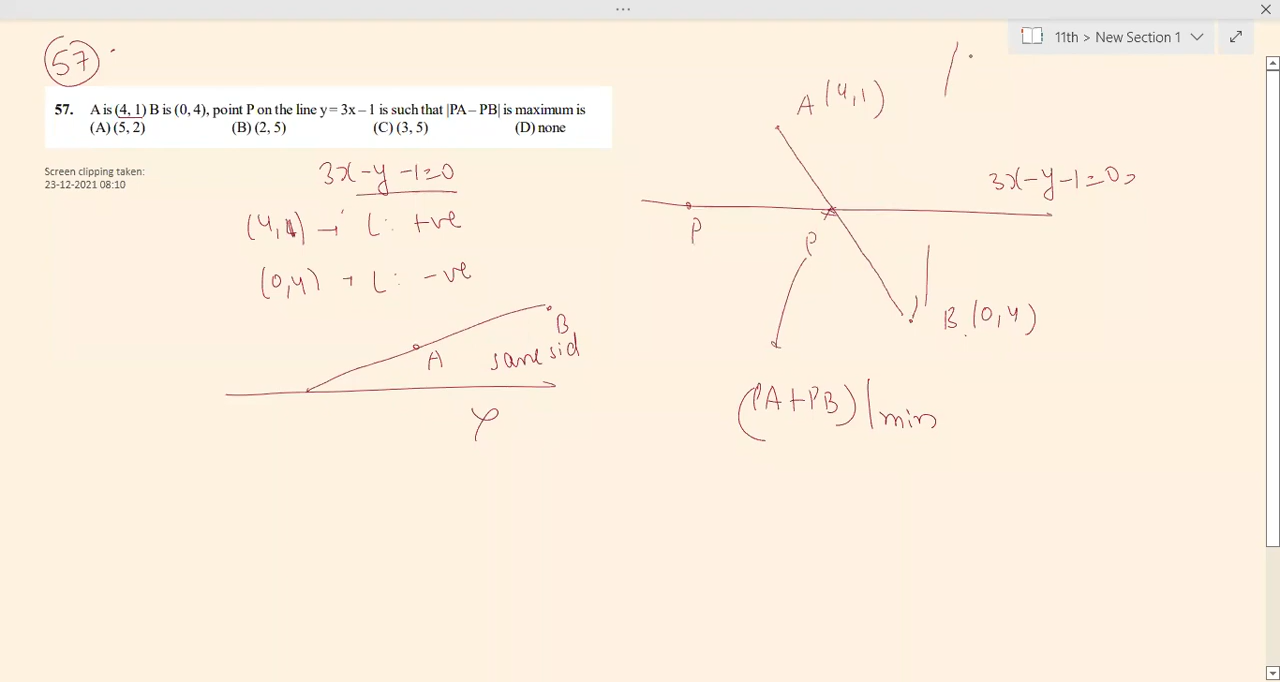 11th > New Section 1
57
57. A is (4, 1) B is (0, 4), point P on the line y = 3x – 1 is such that |PA – PB| is maximum is
(A) (5, 2) (B) (2, 5) (C) (3, 5) (D) none
Screen clipping taken:
23-12-2021 08:10
3x-y-1=0
(4,1) → L: +ve
(0,4) → L: -ve
A
B
same sid
A (4,1)
3x-y-1=0
P
P
B (0,4)
(PA+PB)|min